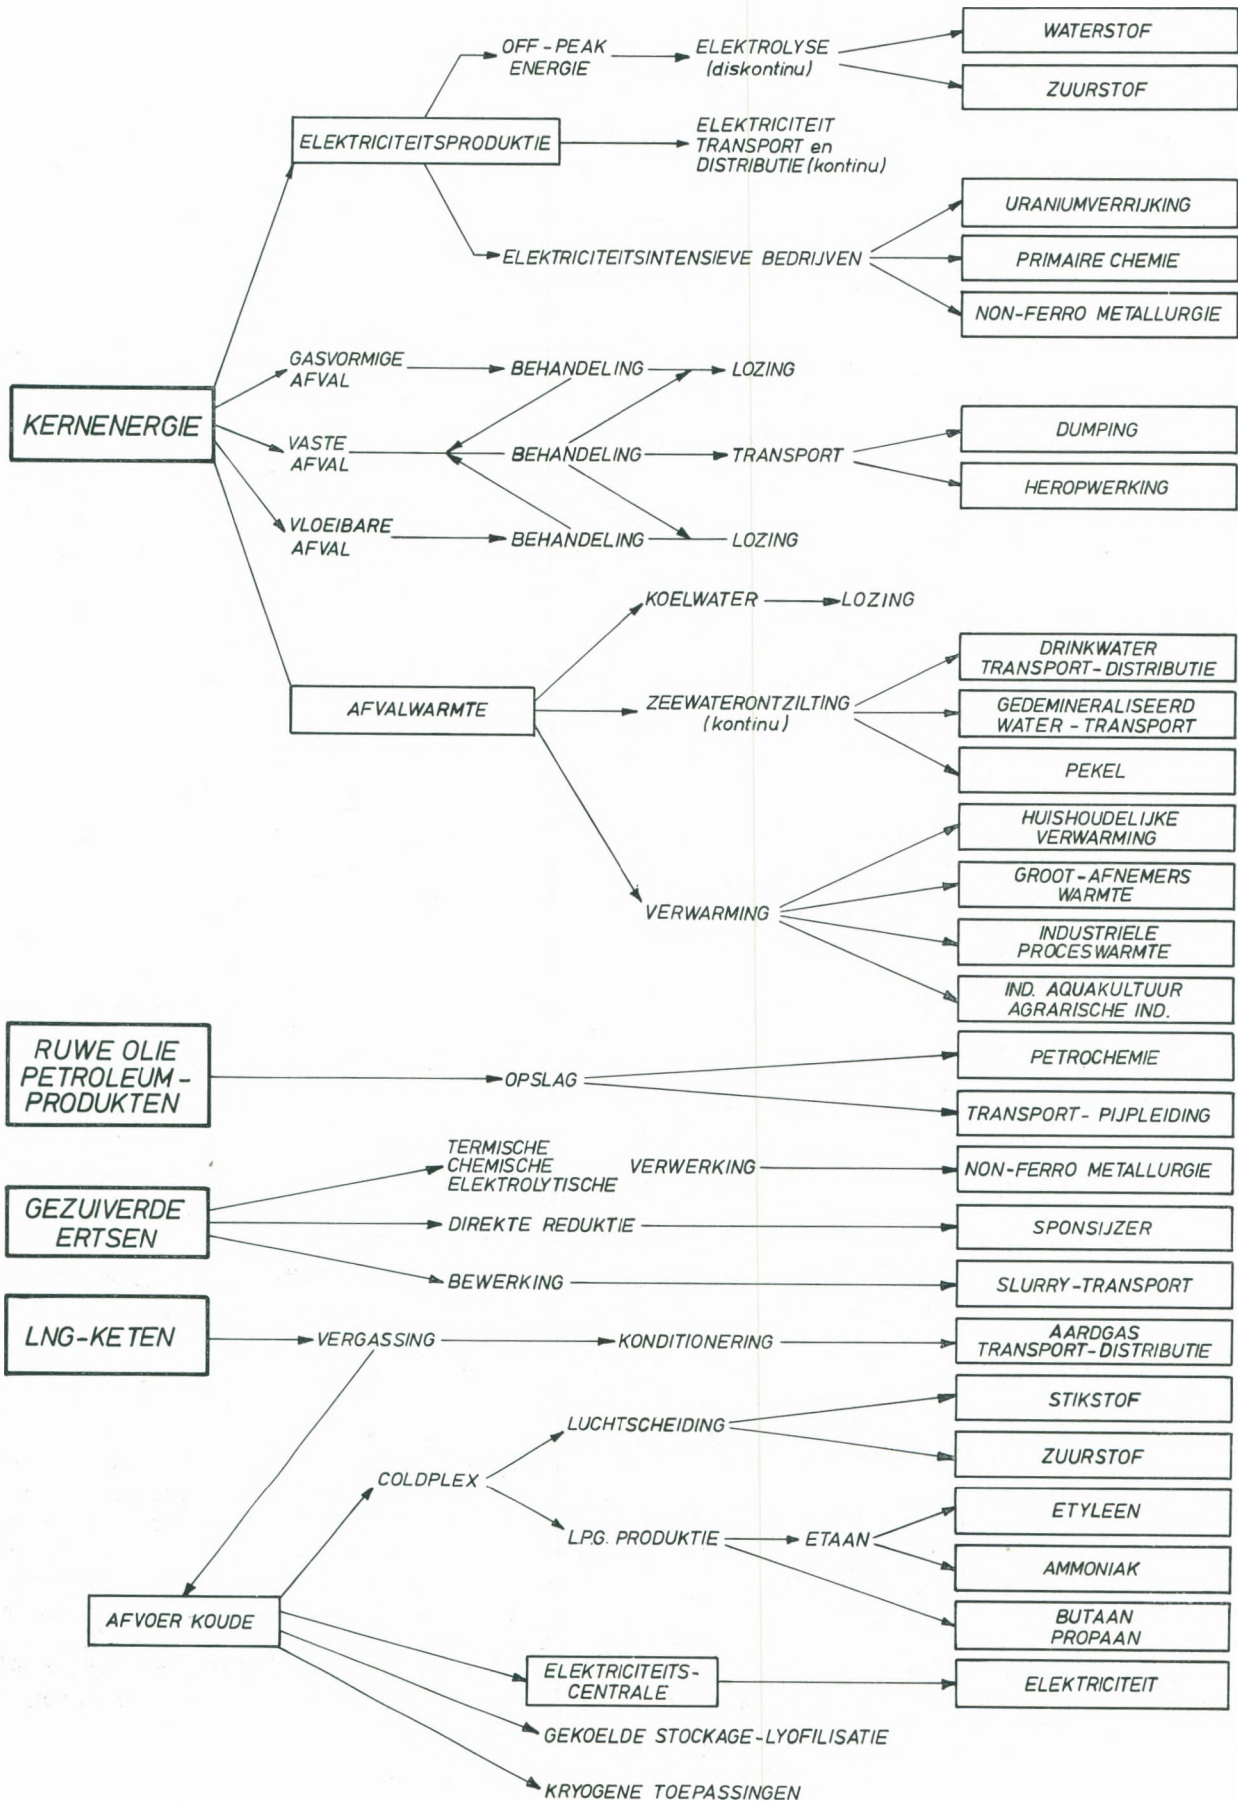 OFF-PEAK
ENERGIE
ELEKTROLYSE
(diskontinu)
WATERSTOF
ZUURSTOF
ELEKTRICITEITSPRODUKTIE
ELEKTRICITEIT
TRANSPORT en
DISTRIBUTIE (kontinu)
ELEKTRICITEITSINTENSIEVE BEDRIJVEN
URANIUMVERRIJKING
PRIMAIRE CHEMIE
NON-FERRO METALLURGIE
KERNENERGIE
GASVORMIGE
AFVAL
BEHANDELING
LOZING
VASTE
AFVAL
BEHANDELING
TRANSPORT
DUMPING
HEROPWERKING
VLOEIBARE
AFVAL
BEHANDELING
LOZING
AFVALWARMTE
KOELWATER
LOZING
ZEEWATERONTZILTING
(kontinu)
DRINKWATER
TRANSPORT-DISTRIBUTIE
GEDEMINERALISEERD
WATER - TRANSPORT
PEKEL
VERWARMING
HUISHOUDELIJKE
VERWARMING
GROOT-AFNEMERS
WARMTE
INDUSTRIELE
PROCESWARMTE
IND. AQUAKULTUUR
AGRARISCHE IND.
RUWE OLIE
PETROLEUM-
PRODUKTEN
OPSLAG
PETROCHEMIE
TRANSPORT- PIJPLEIDING
GEZUIVERDE
ERTSEN
TERMISCHE
CHEMISCHE
ELEKTROLYTISCHE
VERWERKING
NON-FERRO METALLURGIE
DIREKTE REDUKTIE
SPONSIJZER
BEWERKING
SLURRY-TRANSPORT
LNG-KETEN
VERGASSING
KONDITIONERING
AARDGAS
TRANSPORT-DISTRIBUTIE
COLDPLEX
LUCHTSCHEIDING
STIKSTOF
ZUURSTOF
L.P.G. PRODUKTIE
ETAAN
ETYLEEN
AMMONIAK
BUTAAN
PROPAAN
AFVOER KOUDE
ELEKTRICITEITS-
CENTRALE
ELEKTRICITEIT
GEKOELDE STOCKAGE-LYOFILISATIE
KRYOGENE TOEPASSINGEN